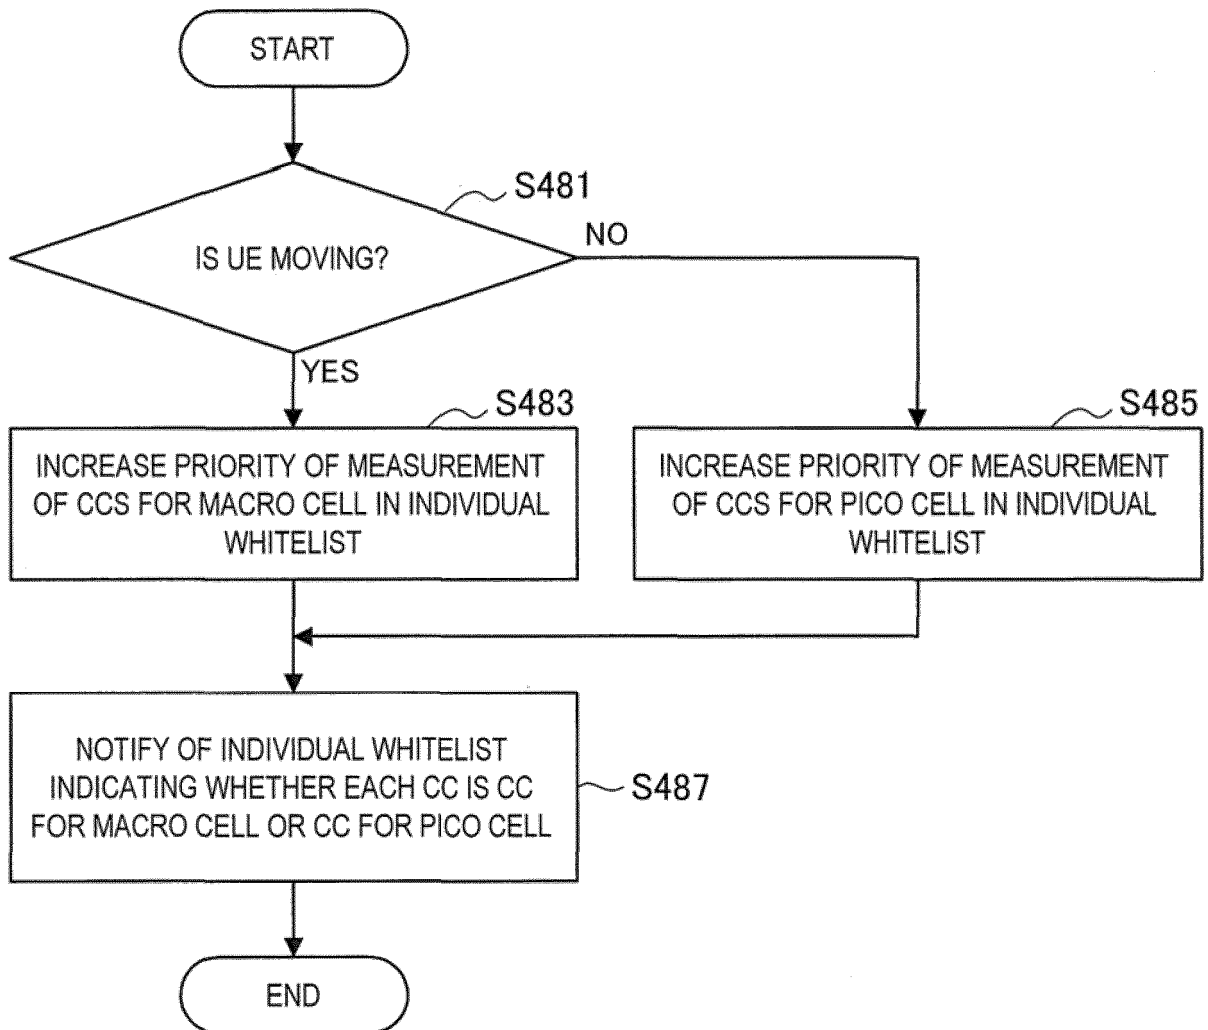 START
S481
IS UE MOVING?
NO
YES
S483
INCREASE PRIORITY OF MEASUREMENT
OF CCS FOR MACRO CELL IN INDIVIDUAL
WHITELIST
S485
INCREASE PRIORITY OF MEASUREMENT
OF CCS FOR PICO CELL IN INDIVIDUAL
WHITELIST
NOTIFY OF INDIVIDUAL WHITELIST
INDICATING WHETHER EACH CC IS CC
FOR MACRO CELL OR CC FOR PICO CELL
S487
END